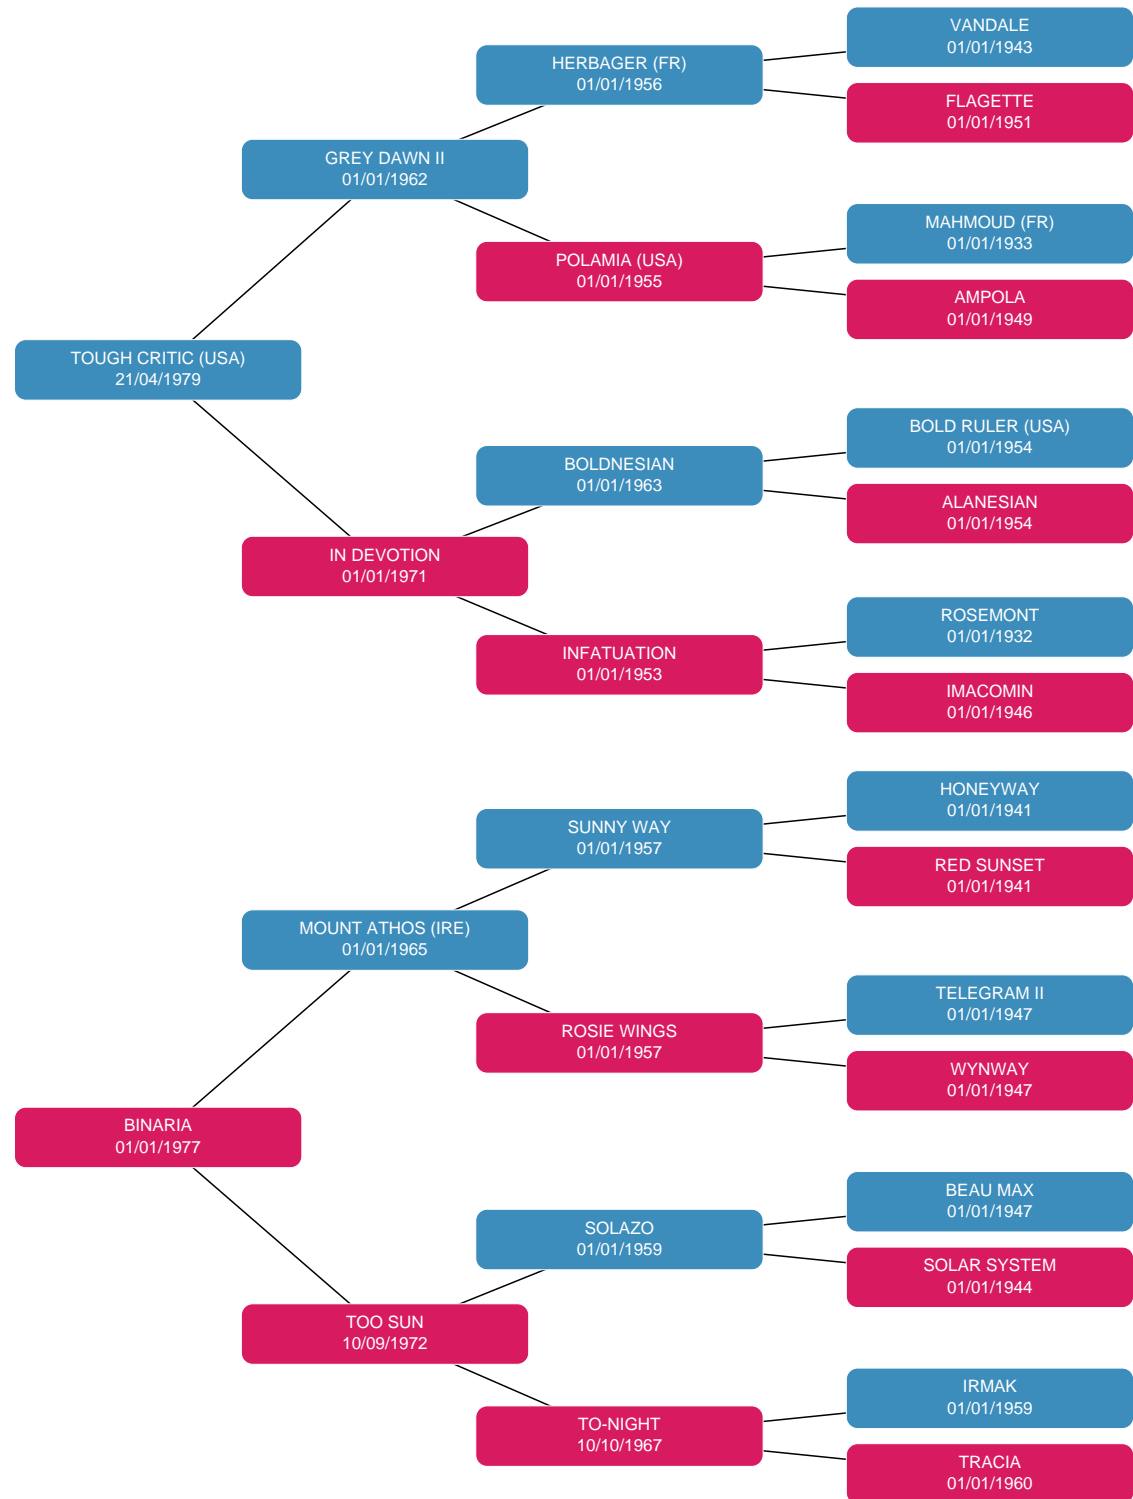 VANDALE
01/01/1943
HERBAGER (FR)
01/01/1956
FLAGETTE
01/01/1951
GREY DAWN II
01/01/1962
MAHMOUD (FR)
01/01/1933
POLAMIA (USA)
01/01/1955
AMPOLA
01/01/1949
TOUGH CRITIC (USA)
21/04/1979
BOLD RULER (USA)
01/01/1954
BOLDNESIAN
01/01/1963
ALANESIAN
01/01/1954
IN DEVOTION
01/01/1971
ROSEMONT
01/01/1932
INFATUATION
01/01/1953
IMACOMIN
01/01/1946
HONEYWAY
01/01/1941
SUNNY WAY
01/01/1957
RED SUNSET
01/01/1941
MOUNT ATHOS (IRE)
01/01/1965
TELEGRAM II
01/01/1947
ROSIE WINGS
01/01/1957
WYNWAY
01/01/1947
BINARIA
01/01/1977
BEAU MAX
01/01/1947
SOLAZO
01/01/1959
SOLAR SYSTEM
01/01/1944
TOO SUN
10/09/1972
IRMAK
01/01/1959
TO-NIGHT
10/10/1967
TRACIA
01/01/1960